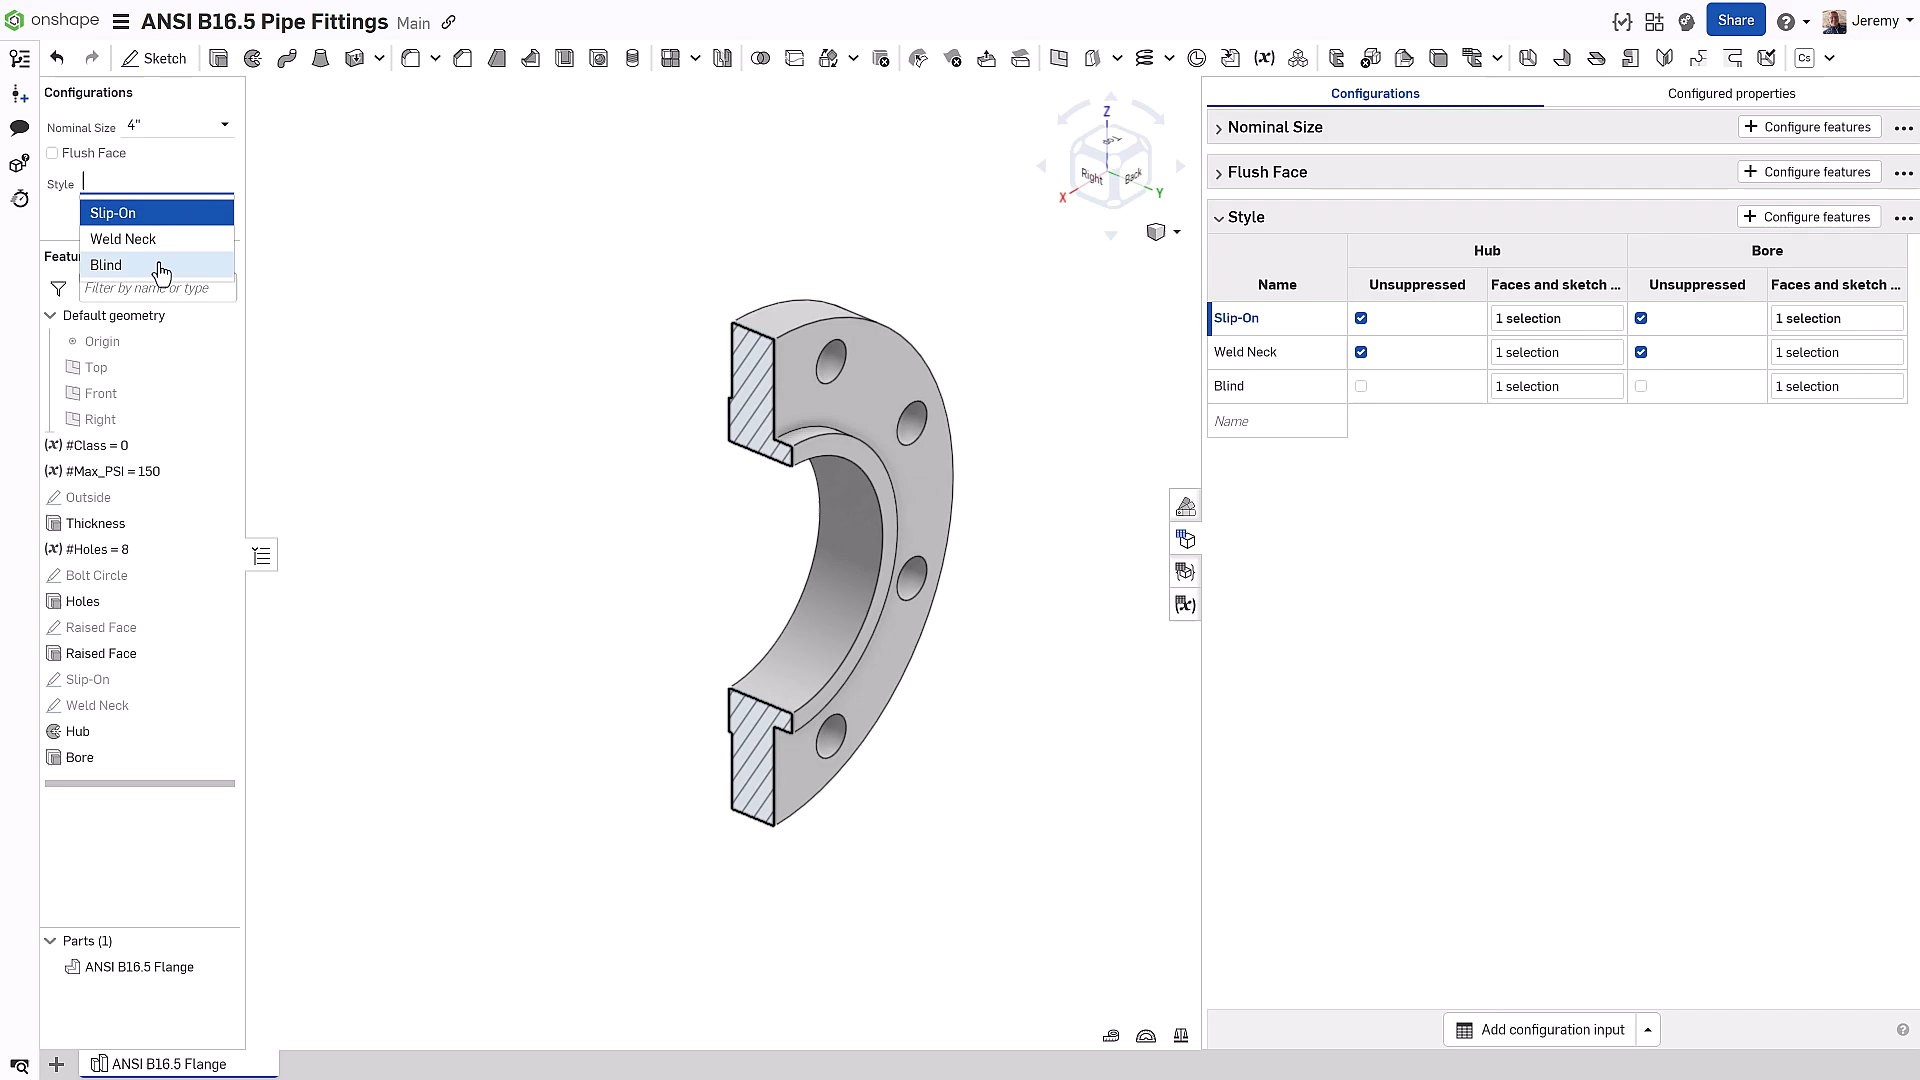 onshape
ANSI B16.5 Pipe Fittings Main
Share
Jeremy
Sketch
(x)
Cs
Configurations
Nominal Size 4"
Flush Face
Style
Slip-On
Weld Neck
Blind
Filter by name or type
Default geometry
Origin
Top
Front
Right
(x) #Class = 0
(x) #Max_PSI = 150
Outside
Thickness
(x) #Holes = 8
Bolt Circle
Holes
Raised Face
Raised Face
Slip-On
Weld Neck
Hub
Bore
Parts (1)
ANSI B16.5 Flange
Z
Top
Right
Back
X
Y
Configurations
Configured properties
Nominal Size
+ Configure features
Flush Face
+ Configure features
Style
+ Configure features
Hub
Bore
Name
Unsuppressed
Faces and sketch ...
Unsuppressed
Faces and sketch ...
Slip-On
1 selection
1 selection
Weld Neck
1 selection
1 selection
Blind
1 selection
1 selection
Name
Add configuration input
ANSI B16.5 Flange